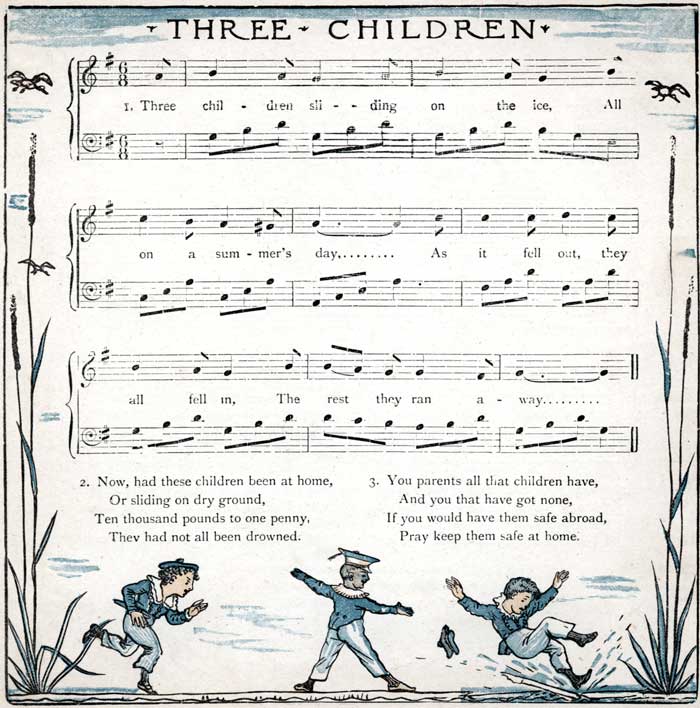 THREE CHILDREN
1. Three chil - dren sli - - ding on the ice, All
on a sum - mer's day,........ As it fell out, they
all fell in, The rest they ran a - way.........
2. Now, had these children been at home,
Or sliding on dry ground,
Ten thousand pounds to one penny,
They had not all been drowned.
3. You parents all that children have,
And you that have got none,
If you would have them safe abroad,
Pray keep them safe at home.